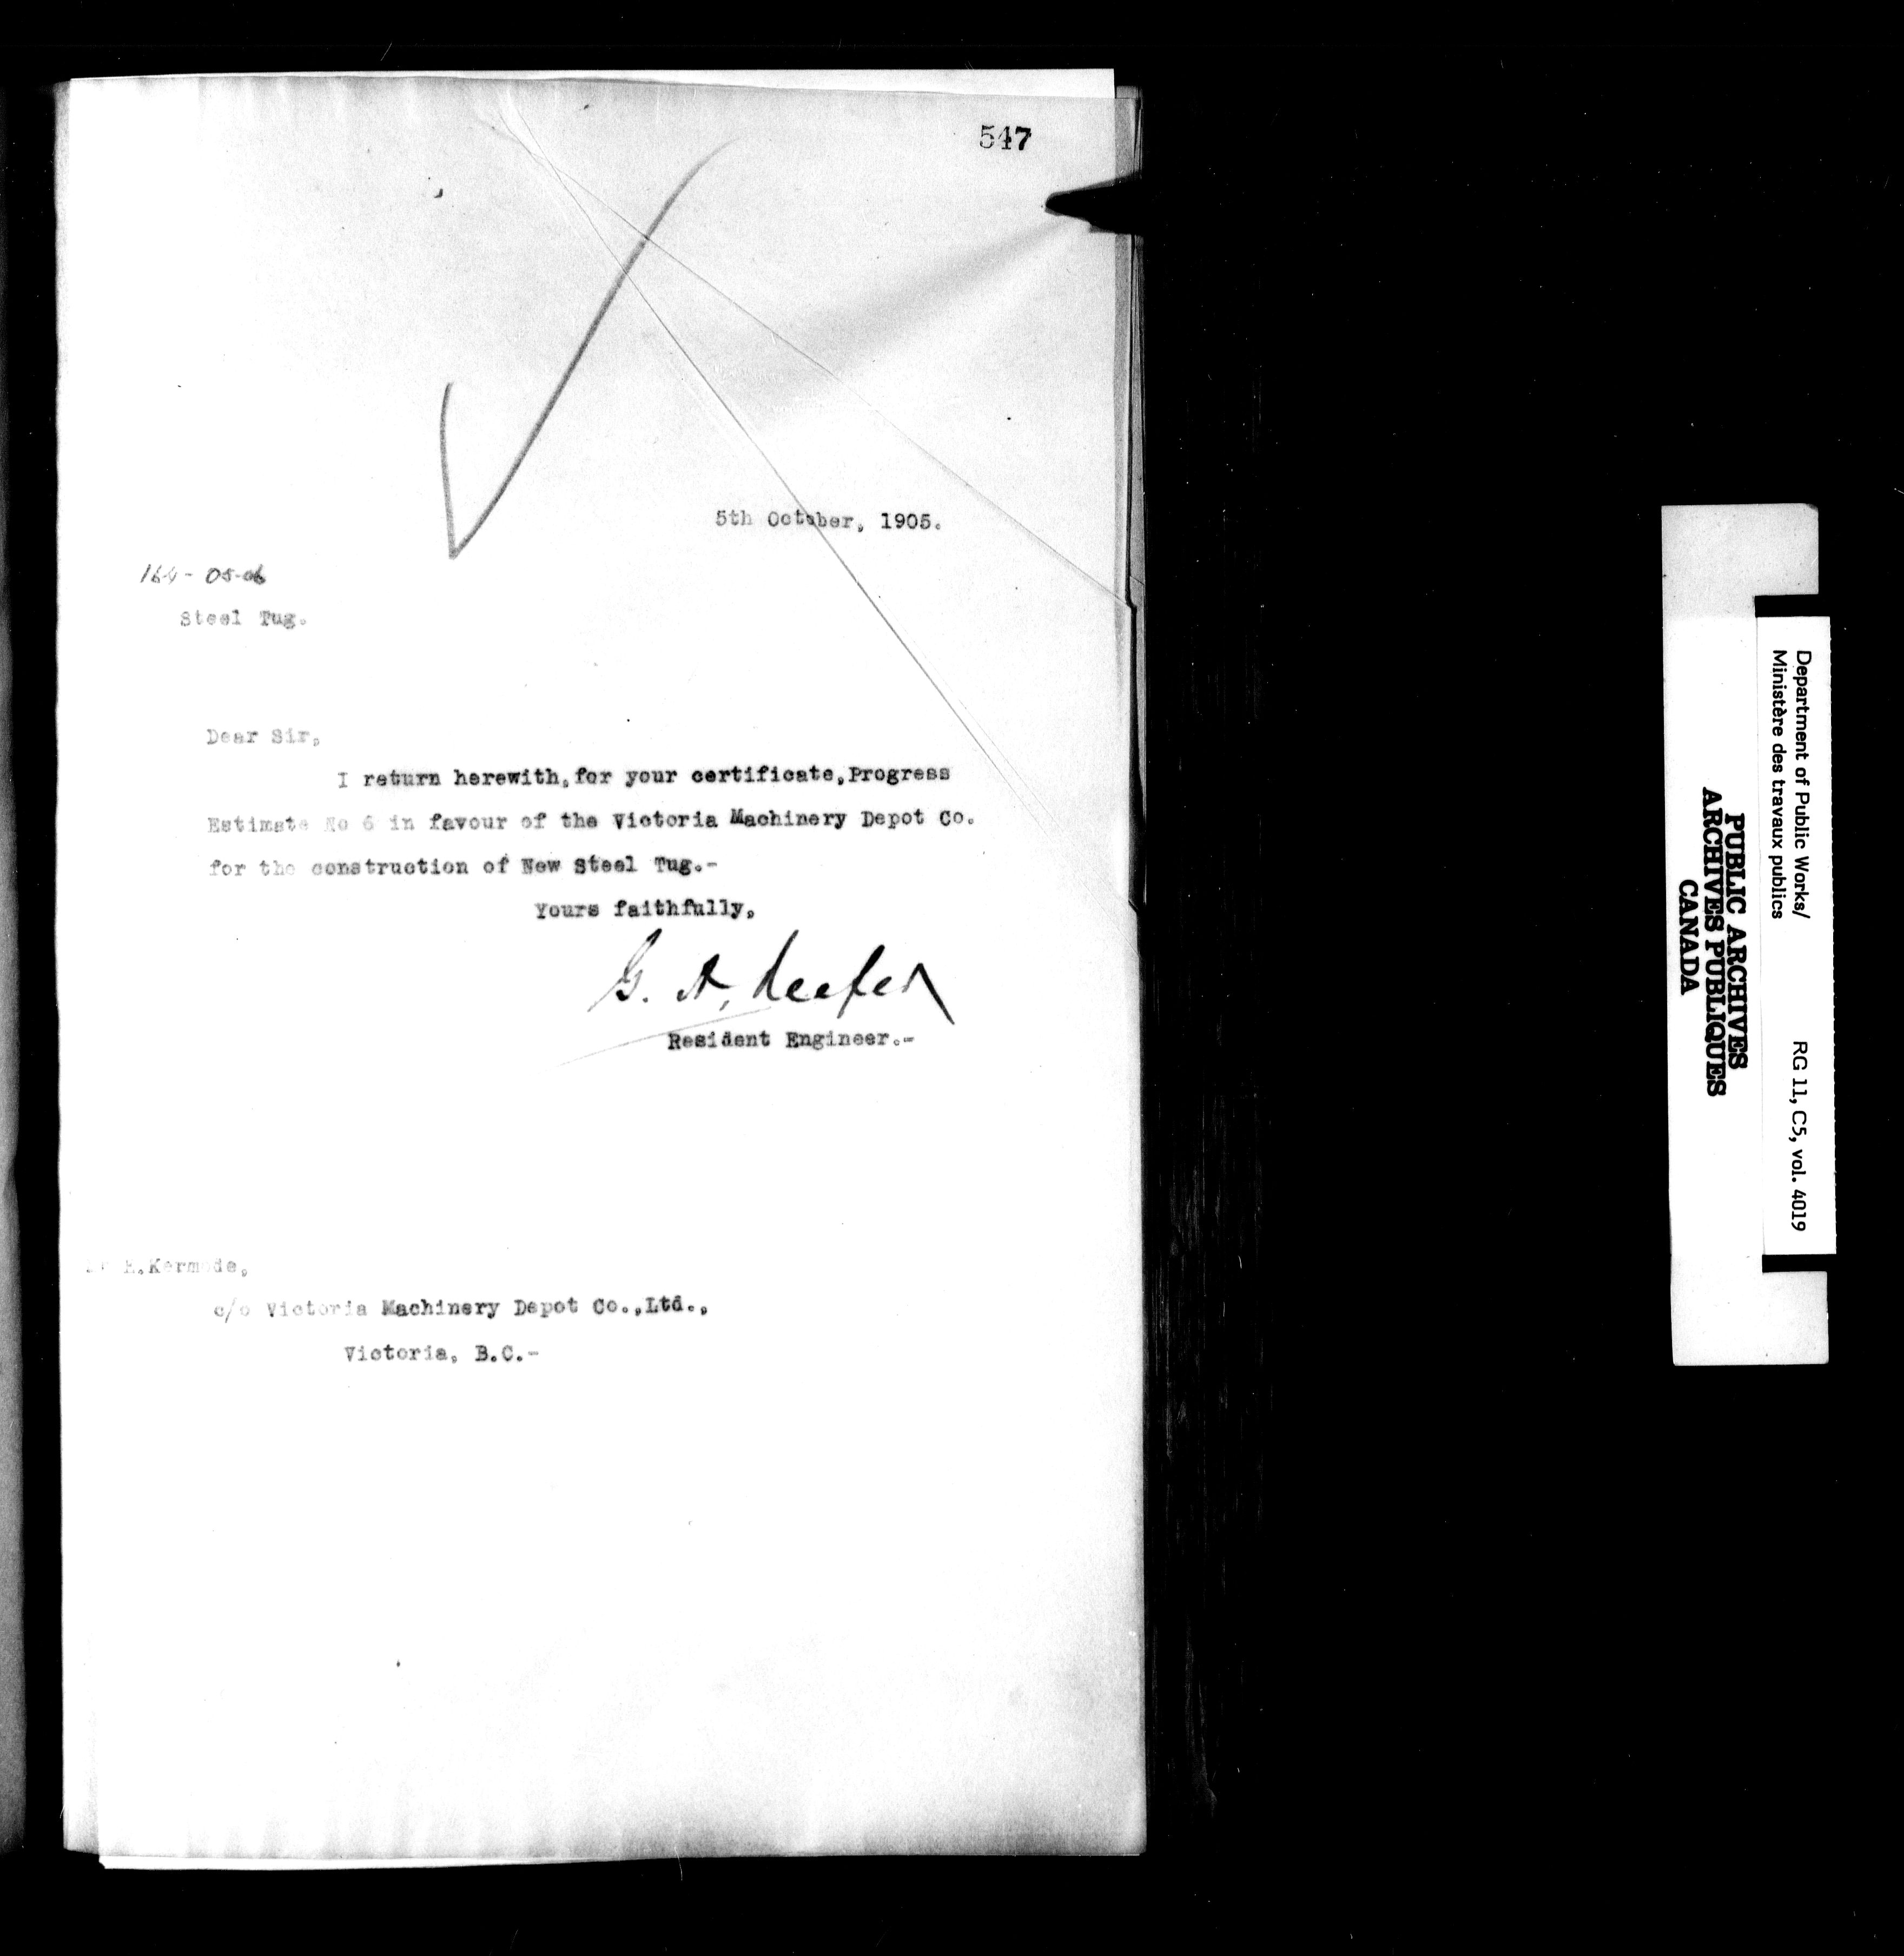 547
5th October, 1905.
164-05-06
Steel Tug.
Dear Sir,
I return herewith, for your certificate, Progress
Estimate No 6 in favour of the Victoria Machinery Depot Co.
for the construction of New Steel Tug.-
Yours faithfully,
G. A. Keefer
Resident Engineer.-
E. Kermode,
c/o Victoria Machinery Depot Co., Ltd.,
Victoria, B.C.-
Department of Public Works/
Ministère des travaux publics
RG 11, C5, vol. 4019
PUBLIC ARCHIVES
ARCHIVES PUBLIQUES
CANADA